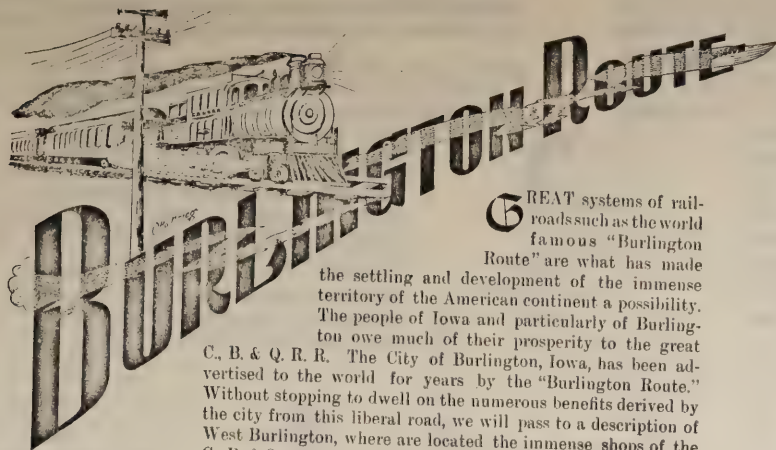 BURLINGTON ROUTE
GREAT systems of rail-
roads such as the world
famous "Burlington
Route" are what has made
the settling and development of the immense
territory of the American continent a possibility.
The people of Iowa and particularly of Burling-
ton owe much of their prosperity to the great
C., B. & Q. R. R. The City of Burlington, Iowa, has been ad-
vertised to the world for years by the "Burlington Route."
Without stopping to dwell on the numerous benefits derived by
the city from this liberal road, we will pass to a description of
West Burlington, where are located the immense shops of the